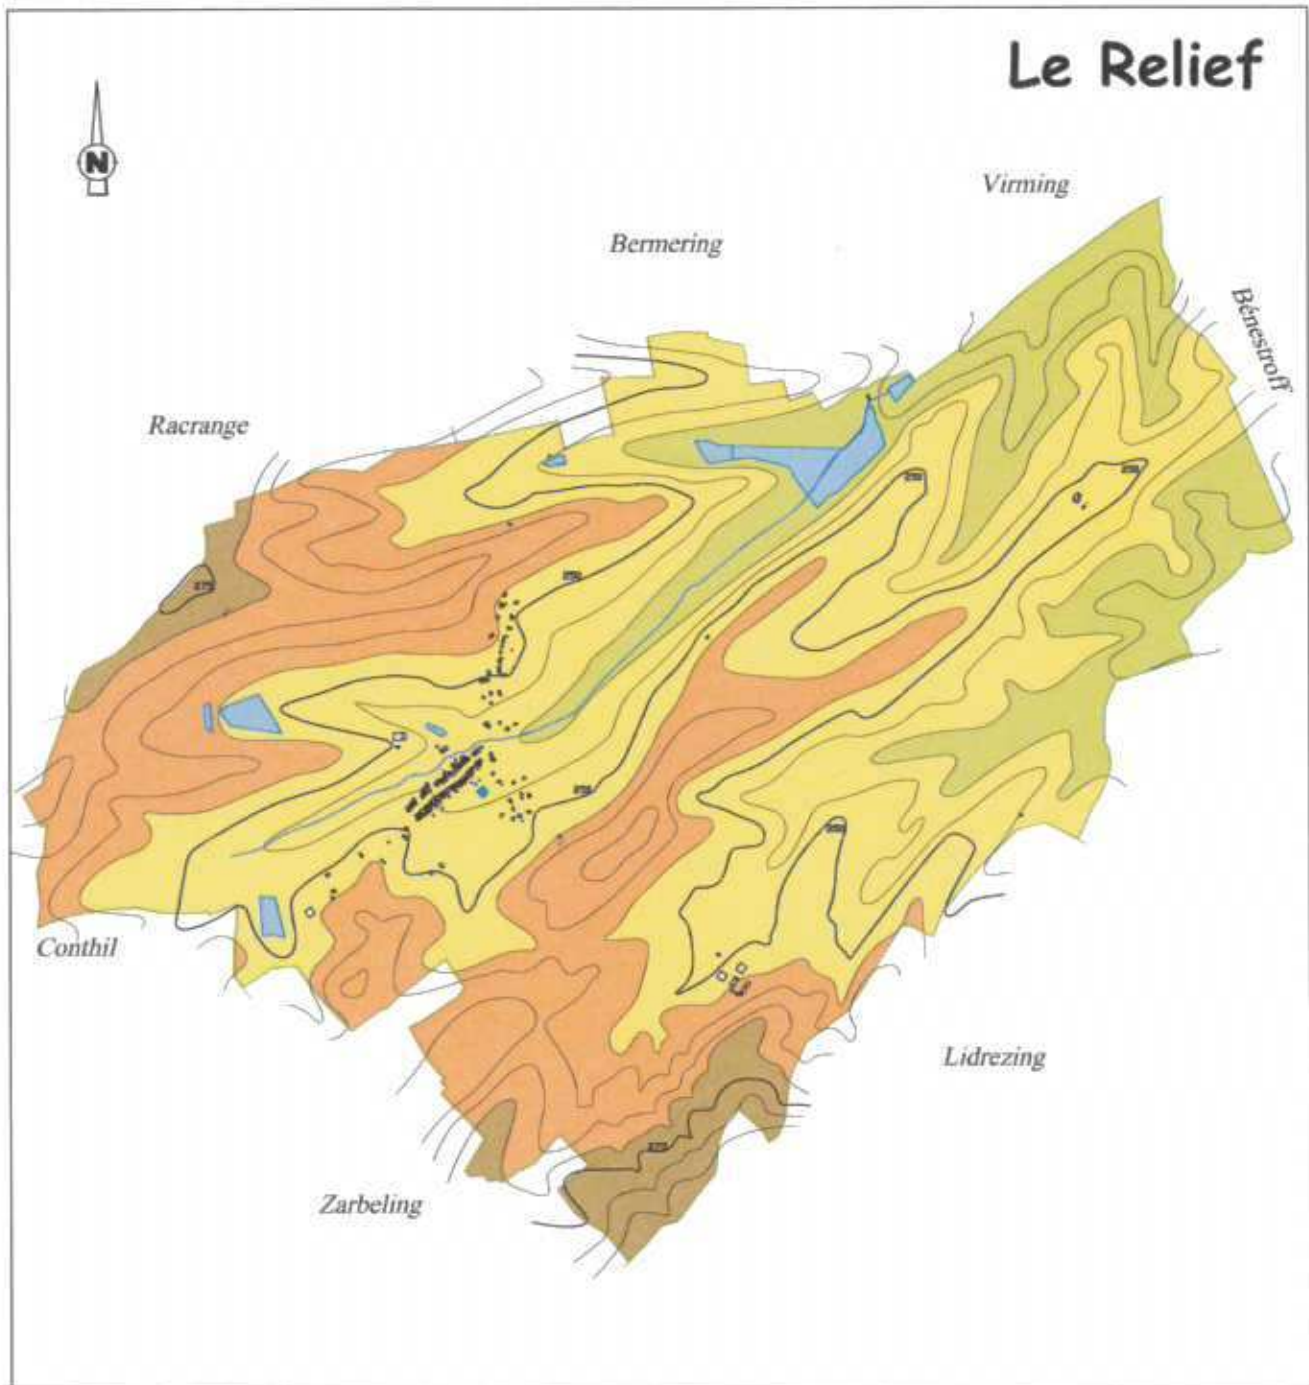 Le Relief
N
Virming
Bermering
Bénestroff
Racrange
Conthil
Lidrezing
Zarbeling